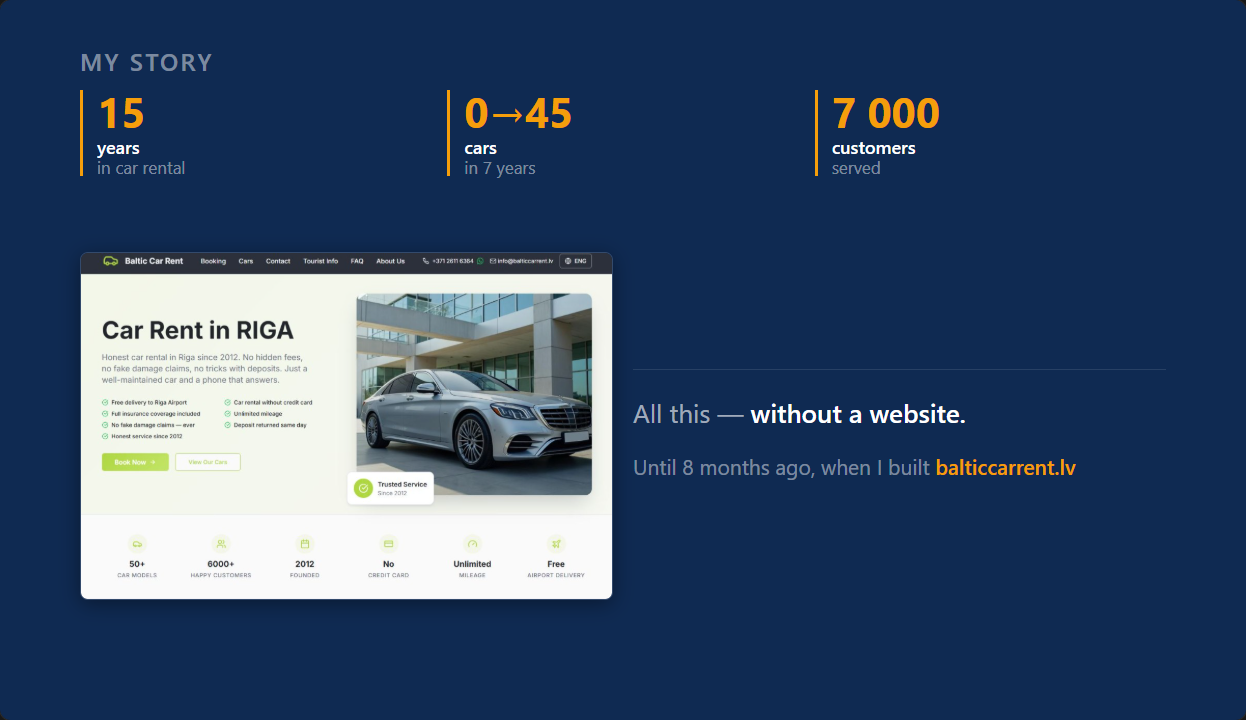 MY STORY
15
years
in car rental
0→45
cars
in 7 years
7 000
customers
served
Baltic Car Rent Booking Cars Contact Tourist Info FAQ About Us +371 2611 6364 info@balticcarrent.lv ENG
Car Rent in RIGA
Honest car rental in Riga since 2012. No hidden fees,
no fake damage claims, no tricks with deposits. Just a
well-maintained car and a phone that answers.
Free delivery to Riga Airport Car rental without credit card
Full insurance coverage included Unlimited mileage
No fake damage claims — ever Deposit returned same day
Honest service since 2012
Book Now → View Our Cars
Trusted Service
Since 2012
50+ 6000+ 2012 No Unlimited Free
CAR MODELS HAPPY CUSTOMERS FOUNDED CREDIT CARD MILEAGE AIRPORT DELIVERY
All this — without a website.
Until 8 months ago, when I built balticcarrent.lv